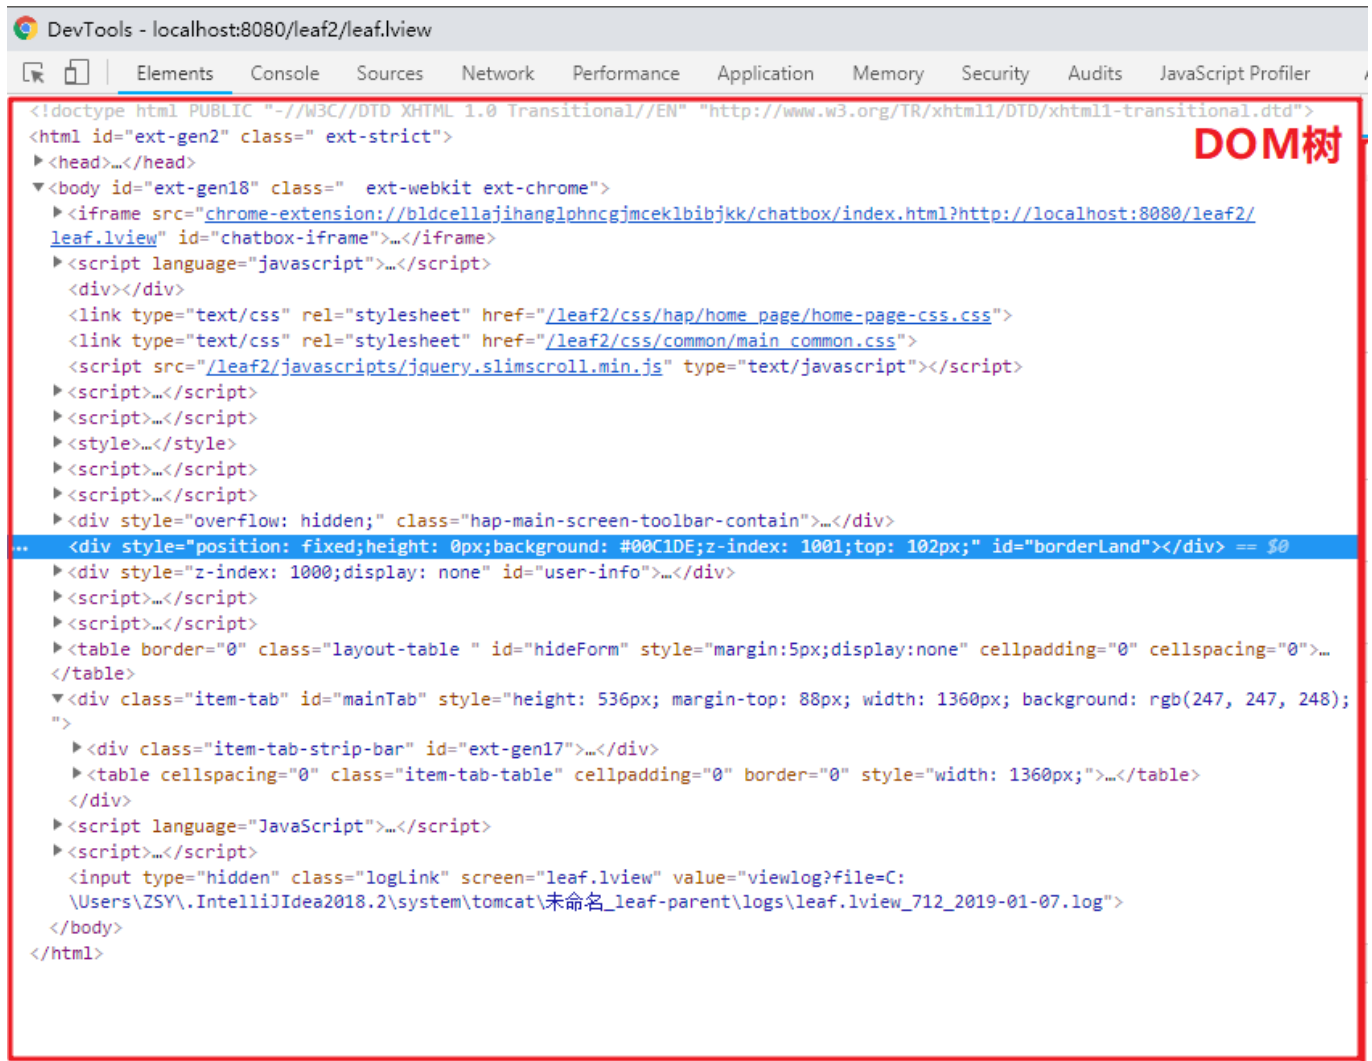 DevTools - localhost:8080/leaf2/leaf.lview
Elements Console Sources Network Performance Application Memory Security Audits JavaScript Profiler
<!doctype html PUBLIC "-//W3C//DTD XHTML 1.0 Transitional//EN" "http://www.w3.org/TR/xhtml1/DTD/xhtml1-transitional.dtd">
<html id="ext-gen2" class=" ext-strict">
DOM树
▶<head>…</head>
▼<body id="ext-gen18" class="  ext-webkit ext-chrome">
▶<iframe src="chrome-extension://bldcellajihanglphncgjmceklbibjkk/chatbox/index.html?http://localhost:8080/leaf2/
leaf.lview" id="chatbox-iframe">…</iframe>
▶<script language="javascript">…</script>
<div></div>
<link type="text/css" rel="stylesheet" href="/leaf2/css/hap/home_page/home-page-css.css">
<link type="text/css" rel="stylesheet" href="/leaf2/css/common/main_common.css">
<script src="/leaf2/javascripts/jquery.slimscroll.min.js" type="text/javascript"></script>
▶<script>…</script>
▶<script>…</script>
▶<style>…</style>
▶<script>…</script>
▶<script>…</script>
▶<div style="overflow: hidden;" class="hap-main-screen-toolbar-contain">…</div>
… <div style="position: fixed;height: 0px;background: #00C1DE;z-index: 1001;top: 102px;" id="borderLand"></div> == $0
▶<div style="z-index: 1000;display: none" id="user-info">…</div>
▶<script>…</script>
▶<script>…</script>
▶<table border="0" class="layout-table " id="hideForm" style="margin:5px;display:none" cellpadding="0" cellspacing="0">…
</table>
▼<div class="item-tab" id="mainTab" style="height: 536px; margin-top: 88px; width: 1360px; background: rgb(247, 247, 248);
">
▶<div class="item-tab-strip-bar" id="ext-gen17">…</div>
▶<table cellspacing="0" class="item-tab-table" cellpadding="0" border="0" style="width: 1360px;">…</table>
</div>
▶<script language="JavaScript">…</script>
▶<script>…</script>
<input type="hidden" class="logLink" screen="leaf.lview" value="viewlog?file=C:
\Users\ZSY\.IntelliJIdea2018.2\system\tomcat\未命名_leaf-parent\logs\leaf.lview_712_2019-01-07.log">
</body>
</html>